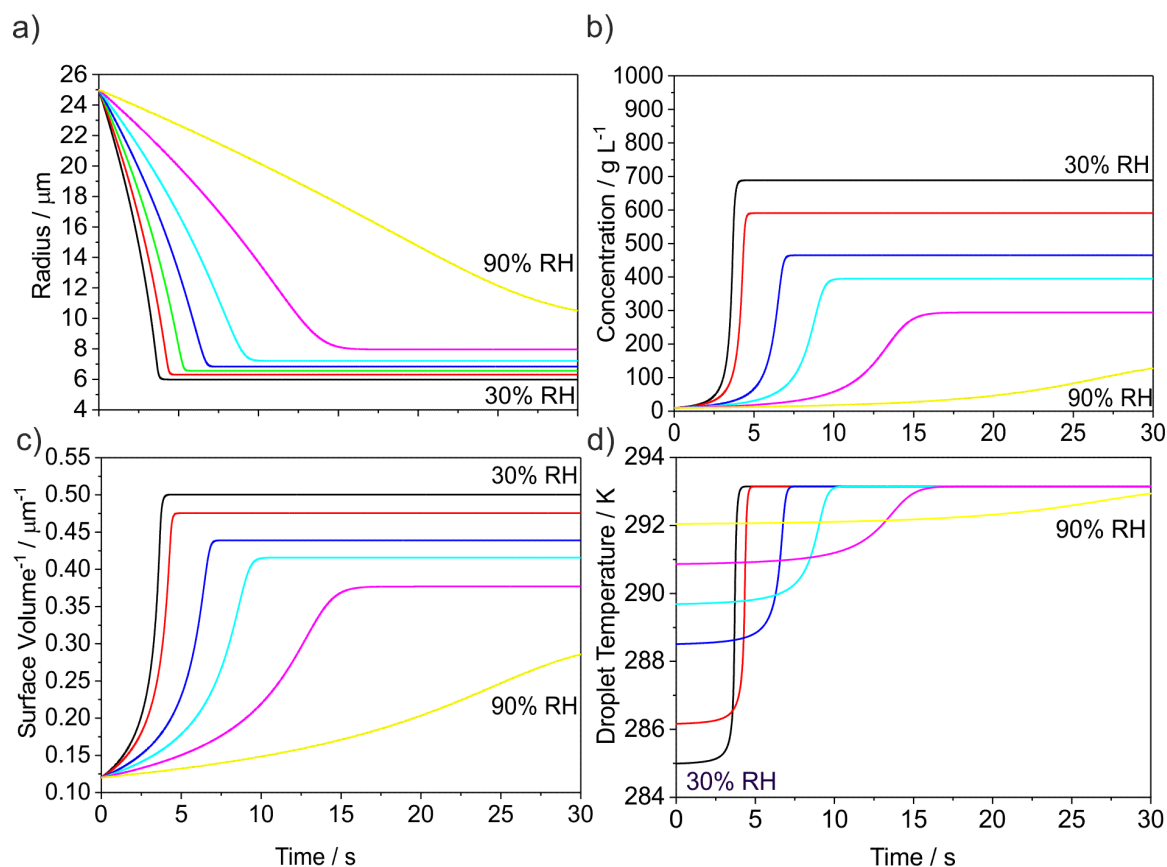 a)
Radius / μm
26
24
22
20
18
16
14
12
10
8
6
4
90% RH
30% RH
b)
Concentration / g L⁻¹
1000
900
800
700
600
500
400
300
200
100
0
30% RH
90% RH
0 5 10 15 20 25 30
c)
Surface Volume⁻¹ / μm⁻¹
0.55
0.50
0.45
0.40
0.35
0.30
0.25
0.20
0.15
0.10
30% RH
90% RH
0 5 10 15 20 25 30
Time / s
d)
Droplet Temperature / K
294
292
290
288
286
284
90% RH
30% RH
0 5 10 15 20 25 30
Time / s